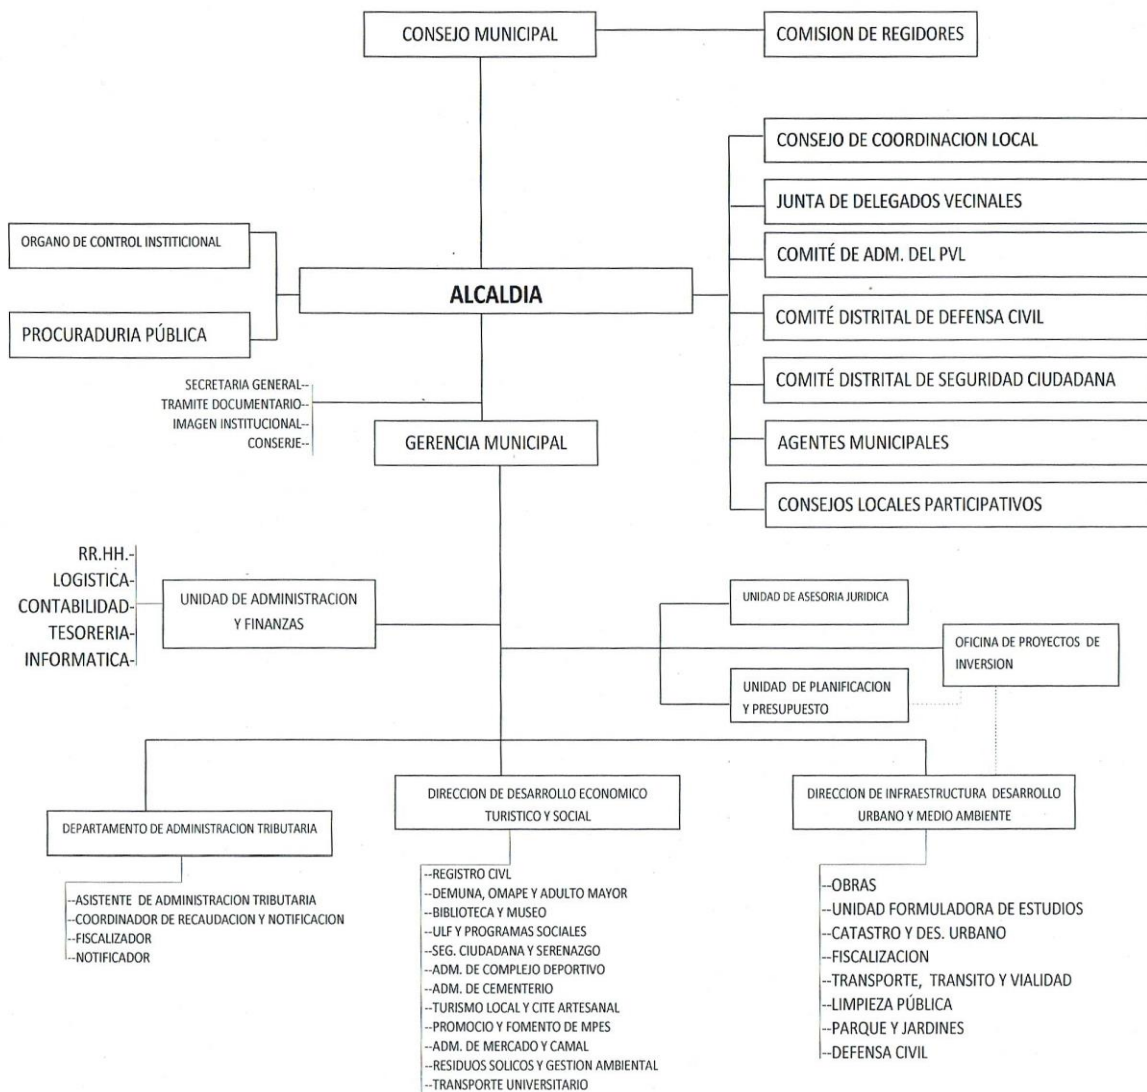 CONSEJO MUNICIPAL
COMISION DE REGIDORES
CONSEJO DE COORDINACION LOCAL
JUNTA DE DELEGADOS VECINALES
ORGANO DE CONTROL INSTITICIONAL
COMITÉ DE ADM. DEL PVL
ALCALDIA
PROCURADURIA PÚBLICA
COMITÉ DISTRITAL DE DEFENSA CIVIL
COMITÉ DISTRITAL DE SEGURIDAD CIUDADANA
SECRETARIA GENERAL--
TRAMITE DOCUMENTARIO--
IMAGEN INSTITUCIONAL--
CONSERJE--
GERENCIA MUNICIPAL
AGENTES MUNICIPALES
CONSEJOS LOCALES PARTICIPATIVOS
RR.HH.-
LOGISTICA-
CONTABILIDAD-
TESORERIA-
INFORMATICA-
UNIDAD DE ADMINISTRACION
Y FINANZAS
UNIDAD DE ASESORIA JURIDICA
OFICINA DE PROYECTOS DE
INVERSION
UNIDAD DE PLANIFICACION
Y PRESUPUESTO
DEPARTAMENTO DE ADMINISTRACION TRIBUTARIA
--ASISTENTE DE ADMINISTRACION TRIBUTARIA
--COORDINADOR DE RECAUDACION Y NOTIFICACION
--FISCALIZADOR
--NOTIFICADOR
DIRECCION DE DESARROLLO ECONOMICO
TURISTICO Y SOCIAL
--REGISTRO CIVL
--DEMUNA, OMAPE Y ADULTO MAYOR
--BIBLIOTECA Y MUSEO
--ULF Y PROGRAMAS SOCIALES
--SEG. CIUDADANA Y SERENAZGO
--ADM. DE COMPLEJO DEPORTIVO
--ADM. DE CEMENTERIO
--TURISMO LOCAL Y CITE ARTESANAL
--PROMOCIO Y FOMENTO DE MPES
--ADM. DE MERCADO Y CAMAL
--RESIDUOS SOLICOS Y GESTION AMBIENTAL
--TRANSPORTE UNIVERSITARIO
DIRECCION DE INFRAESTRUCTURA DESARROLLO
URBANO Y MEDIO AMBIENTE
--OBRAS
--UNIDAD FORMULADORA DE ESTUDIOS
--CATASTRO Y DES. URBANO
--FISCALIZACION
--TRANSPORTE, TRANSITO Y VIALIDAD
--LIMPIEZA PÚBLICA
--PARQUE Y JARDINES
--DEFENSA CIVIL